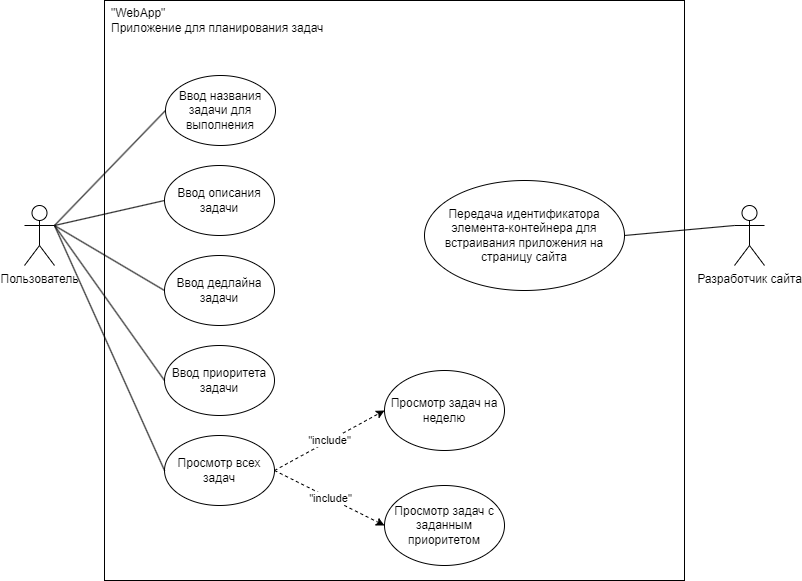 "WebApp"
Приложение для планирования задач
Ввод названия
задачи для
выполнения
Ввод описания
задачи
Передача идентификатора
элемента-контейнера для
встраивания приложения на
страницу сайта
Пользователь
Разработчик сайта
Ввод дедлайна
задачи
Ввод приоритета
задачи
Просмотр задач на
неделю
"include"
Просмотр всех
задач
"include"
Просмотр задач с
заданным
приоритетом